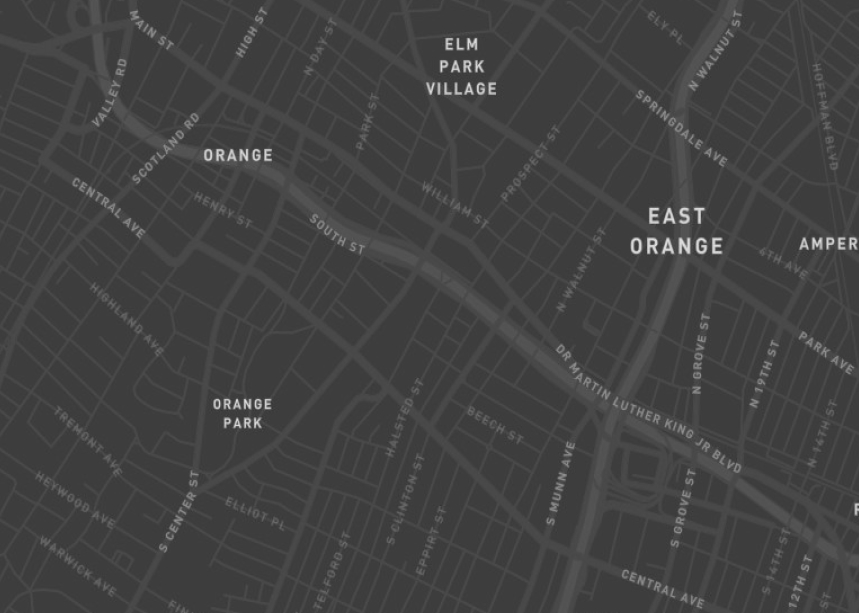 MAIN ST
HIGH ST
N DAY ST
ELM
PARK
VILLAGE
ELY PL
N WALNUT ST
VALLEY RD
HOFFMAN BLVD
PARK ST
SPRINGDALE AVE
SCOTLAND RD
ORANGE
PROSPECT ST
CENTRAL AVE
HENRY ST
WILLIAM ST
SOUTH ST
EAST
ORANGE
AMPER
4TH AVE
N WALNUT ST
HIGHLAND AVE
N GROVE ST
PARK AVE
N 19TH ST
DR MARTIN LUTHER KING JR BLVD
ORANGE
PARK
HALSTED ST
BEECH ST
N 14TH ST
TREMONT AVE
HEYWOOD AVE
S CENTER ST
S CLINTON ST
S MUNN AVE
S GROVE ST
ELLIOT PL
EPPIRT ST
WARWICK AVE
TELFORD ST
S 14TH ST
12TH ST
CENTRAL AVE